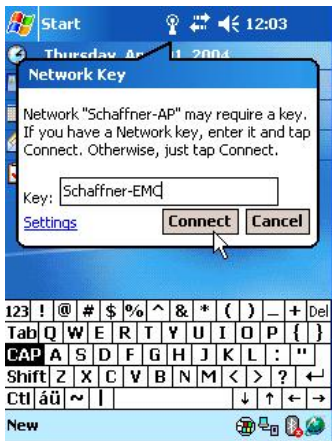 Start 12:03
Thursday, Ap 1, 2004
Network Key
Network "Schaffner-AP" may require a key.
If you have a Network key, enter it and tap
Connect. Otherwise, just tap Connect.
Key: Schaffner-EMC
Settings Connect Cancel
123 ! @ # $ % ^ & * ( ) _ + Del
Tab Q W E R T Y U I O P { }
CAP A S D F G H J K L : "
Shift Z X C V B N M < > ? ↵
Ctl áü ~ | ↓ ↑ ← →
New